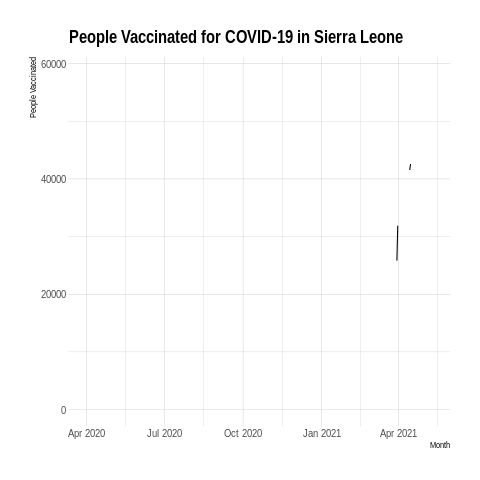 People Vaccinated for COVID-19 in Sierra Leone
People Vaccinated
60000
40000
20000
0
Apr 2020 Jul 2020 Oct 2020 Jan 2021 Apr 2021
Month